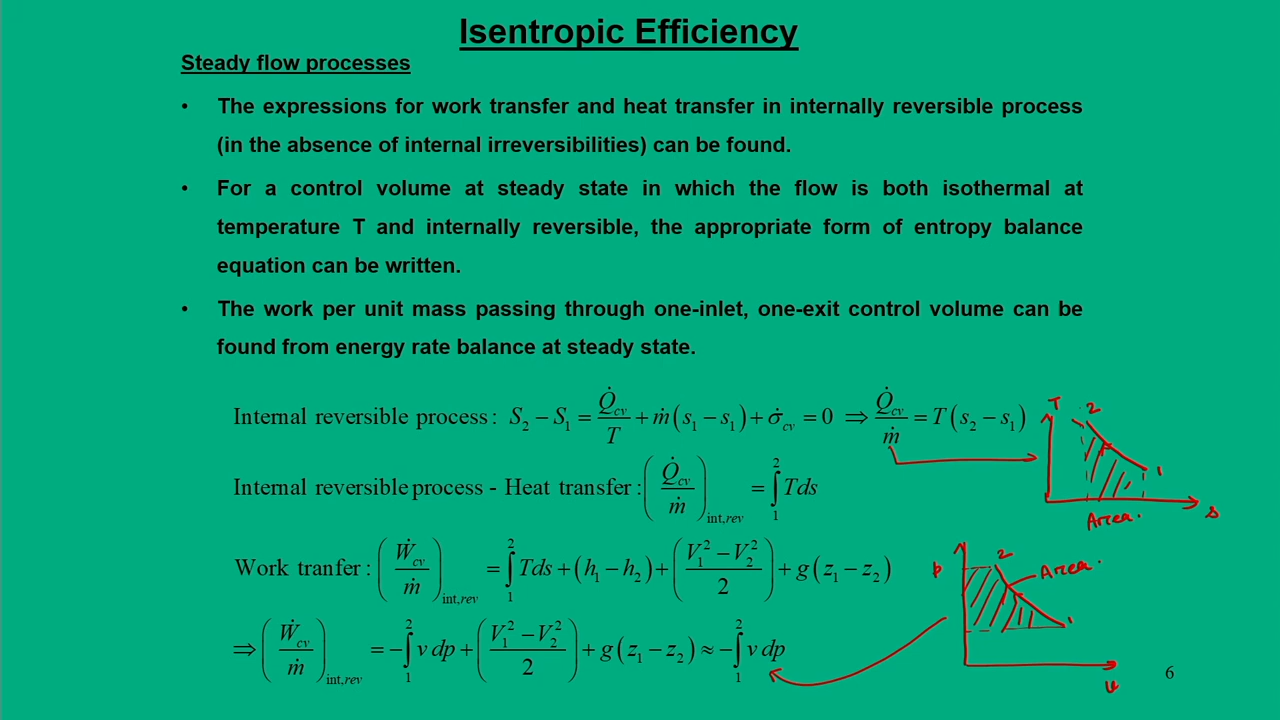 Isentropic Efficiency
Steady flow processes
• The expressions for work transfer and heat transfer in internally reversible process
(in the absence of internal irreversibilities) can be found.
• For a control volume at steady state in which the flow is both isothermal at
temperature T and internally reversible, the appropriate form of entropy balance
equation can be written.
• The work per unit mass passing through one-inlet, one-exit control volume can be
found from energy rate balance at steady state.
Internal reversible process : S₂ − S₁ = Q̇cv/T + ṁ(s₁ − s₁) + σ̇cv = 0 ⇒ Q̇cv/ṁ = T(s₂ − s₁)
T 2 1 s
Area.
Internal reversible process - Heat transfer : (Q̇cv/ṁ)int,rev = ∫₁² Tds
Work tranfer : (Ẇcv/ṁ)int,rev = ∫₁² Tds + (h₁ − h₂) + ((V₁² − V₂²)/2) + g(z₁ − z₂)
p 2 1 v
Area.
⇒ (Ẇcv/ṁ)int,rev = −∫₁² v dp + ((V₁² − V₂²)/2) + g(z₁ − z₂) ≈ −∫₁² v dp
6